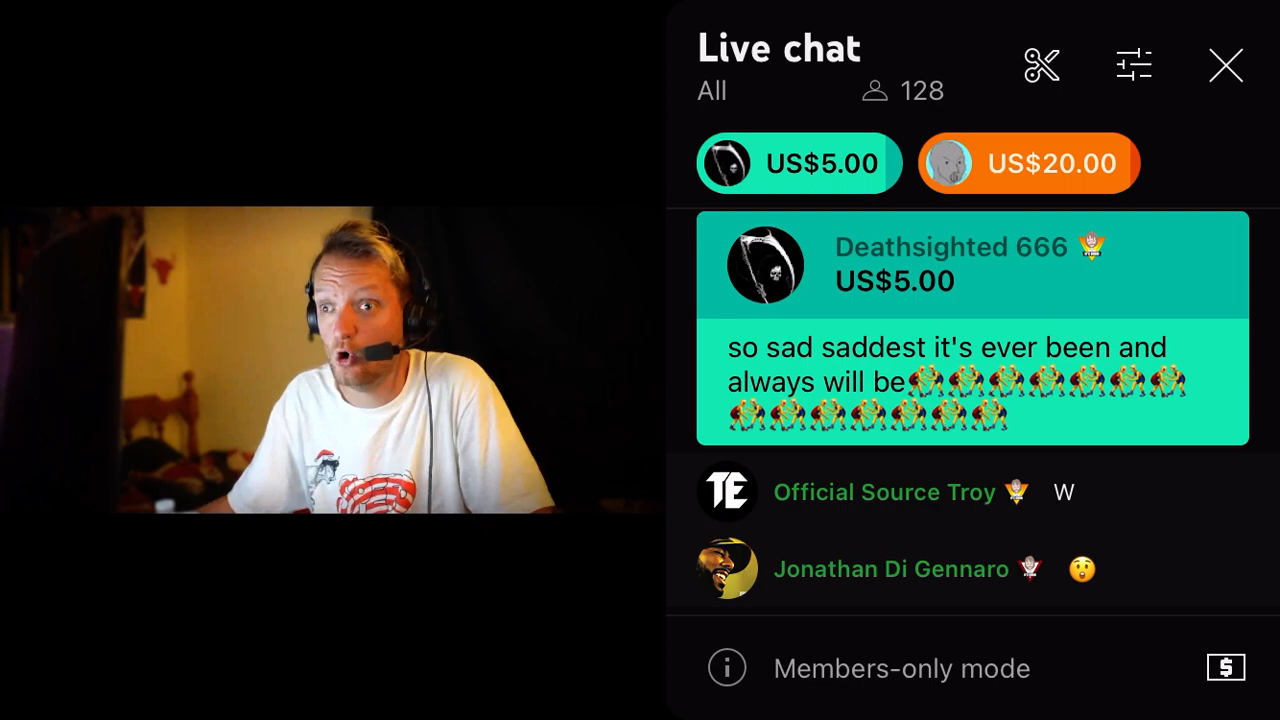 Live chat
All 128
US$5.00 US$20.00
Deathsighted 666
US$5.00
so sad saddest it's ever been and
always will be
TE Official Source Troy W
Jonathan Di Gennaro
Members-only mode
$